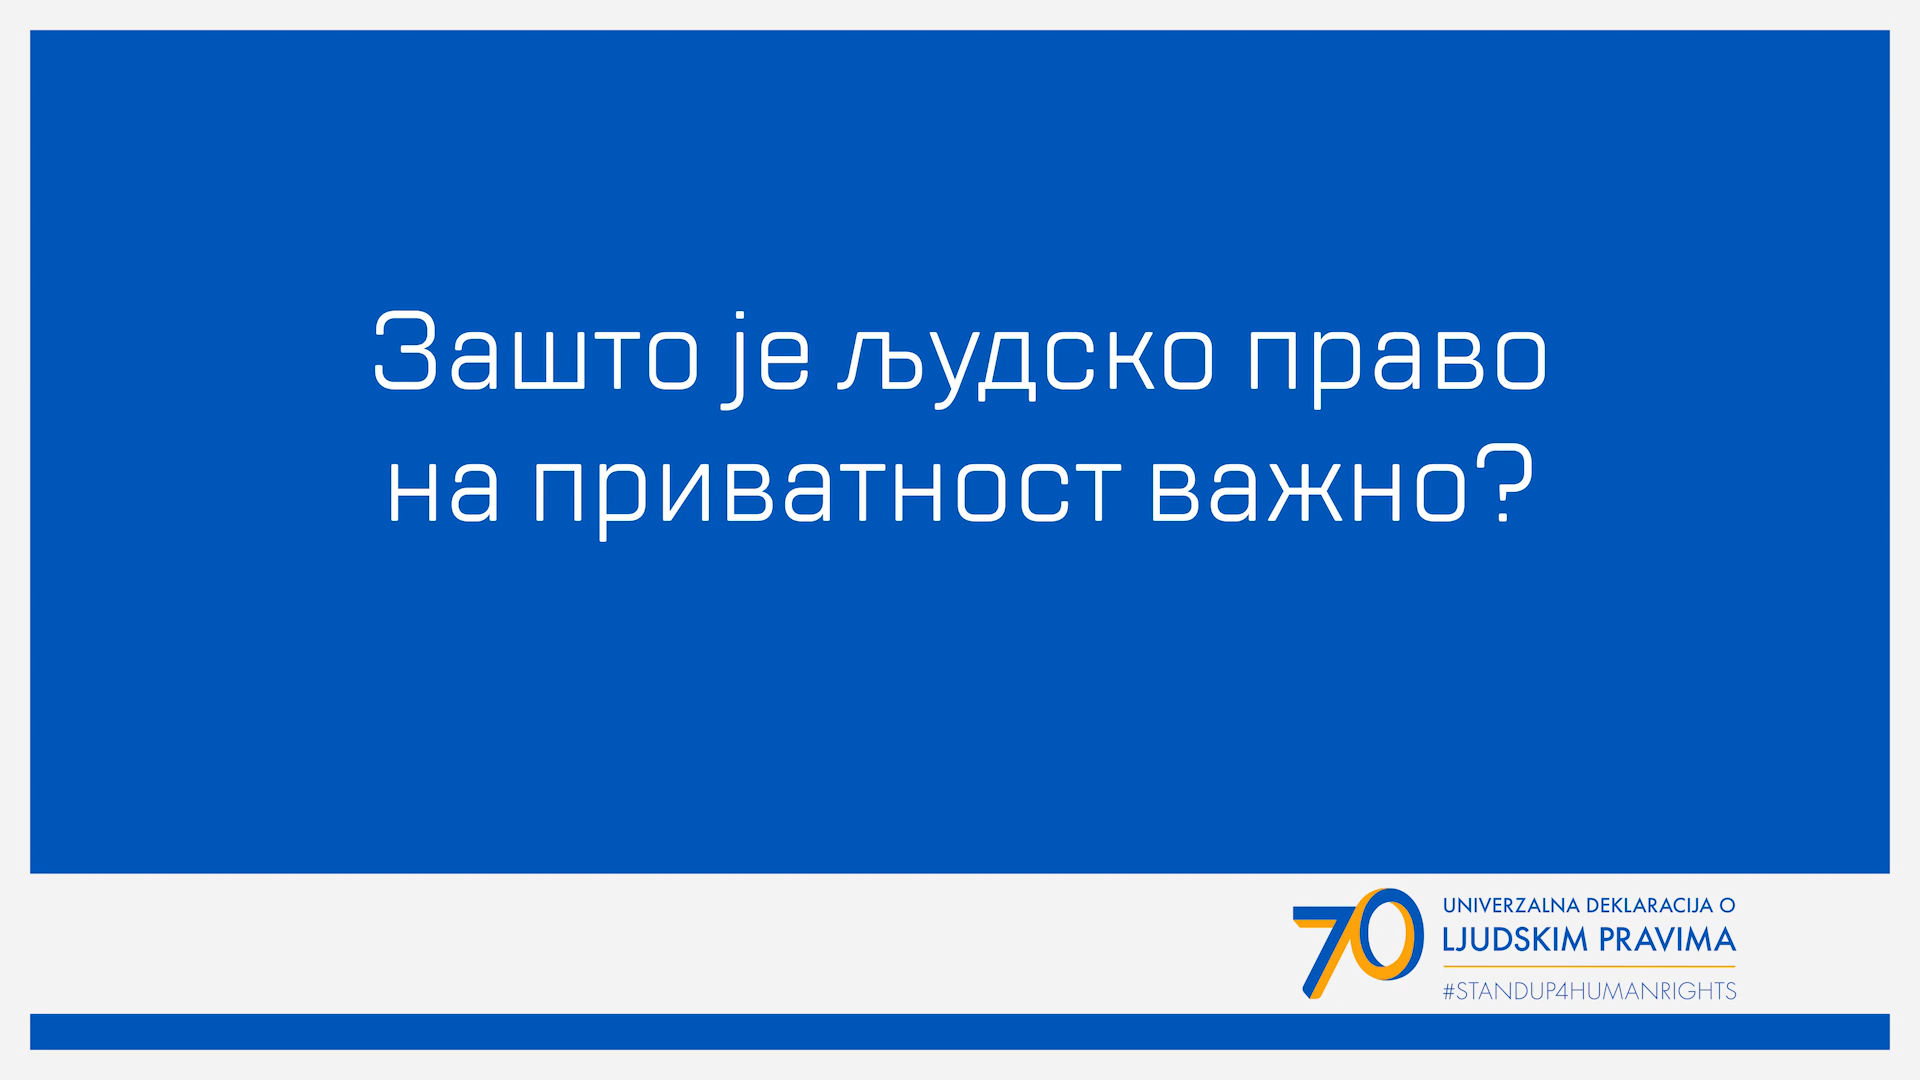 Зашто је људско право
на приватност важно?
70
UNIVERZALNA DEKLARACIJA O
LJUDSKIM PRAVIMA
#STANDUP4HUMANRIGHTS